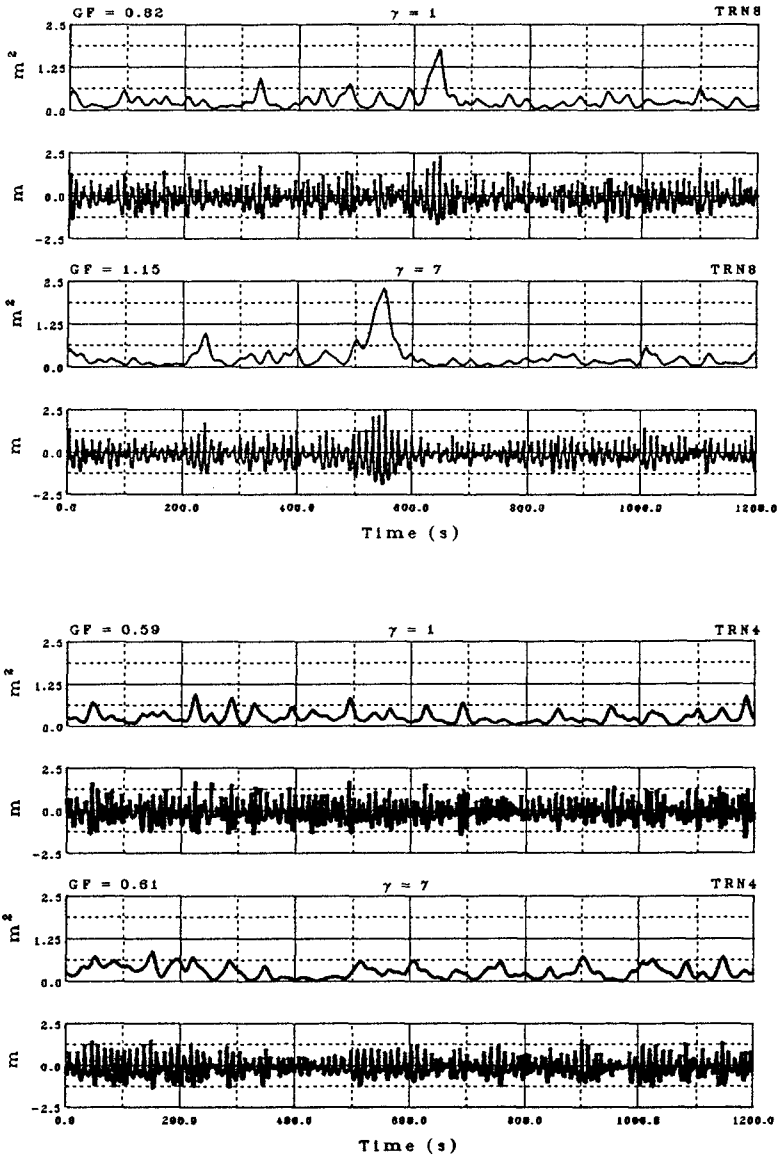 GF = 0.82 γ = 1 TRN8
2.5
m²
1.25
0.0
2.5
m
0.0
-2.5
GF = 1.15 γ = 7 TRN8
2.5
m²
1.25
0.0
2.5
m
0.0
-2.5
0.0 200.0 400.0 600.0 800.0 1000.0 1200.0
Time (s)
GF = 0.59 γ = 1 TRN4
2.5
m²
1.25
0.0
2.5
m
0.0
-2.5
GF = 0.61 γ = 7 TRN4
2.5
m²
1.25
0.0
2.5
m
0.0
-2.5
0.0 200.0 400.0 600.0 800.0 1000.0 1200.0
Time (s)